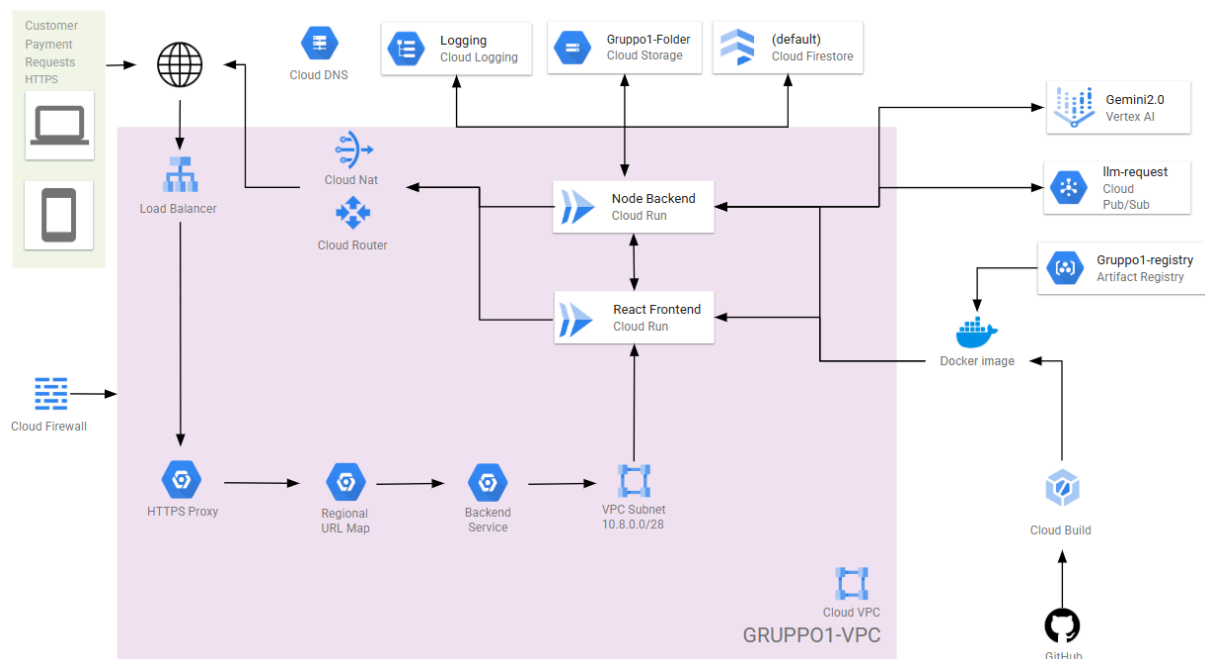 Customer
Payment
Requests
HTTPS
Cloud DNS
Logging
Cloud Logging
Gruppo1-Folder
Cloud Storage
(default)
Cloud Firestore
Gemini2.0
Vertex AI
llm-request
Cloud
Pub/Sub
Gruppo1-registry
Artifact Registry
Docker image
Load Balancer
Cloud Nat
Cloud Router
Node Backend
Cloud Run
React Frontend
Cloud Run
Cloud Firewall
HTTPS Proxy
Regional
URL Map
Backend
Service
VPC Subnet
10.8.0.0/28
Cloud Build
Cloud VPC
GRUPPO1-VPC
GitHub